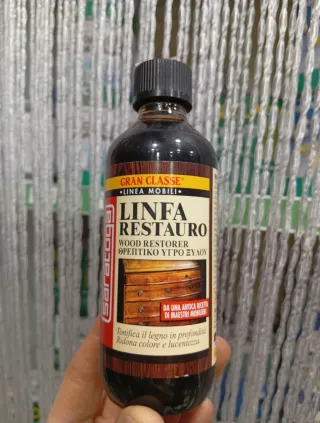 GRAN CLASSE®
• LINEA MOBILI •
saratoga
LINFA
RESTAURO
WOOD RESTORER
ΘΡΕΠΤΙΚΟ ΥΓΡΟ ΞΥΛΟΥ
DA UNA ANTICA RICETTA
DI MAESTRI MOBILIERI
Tonifica il legno in profondità.
Ridona colore e lucentezza.